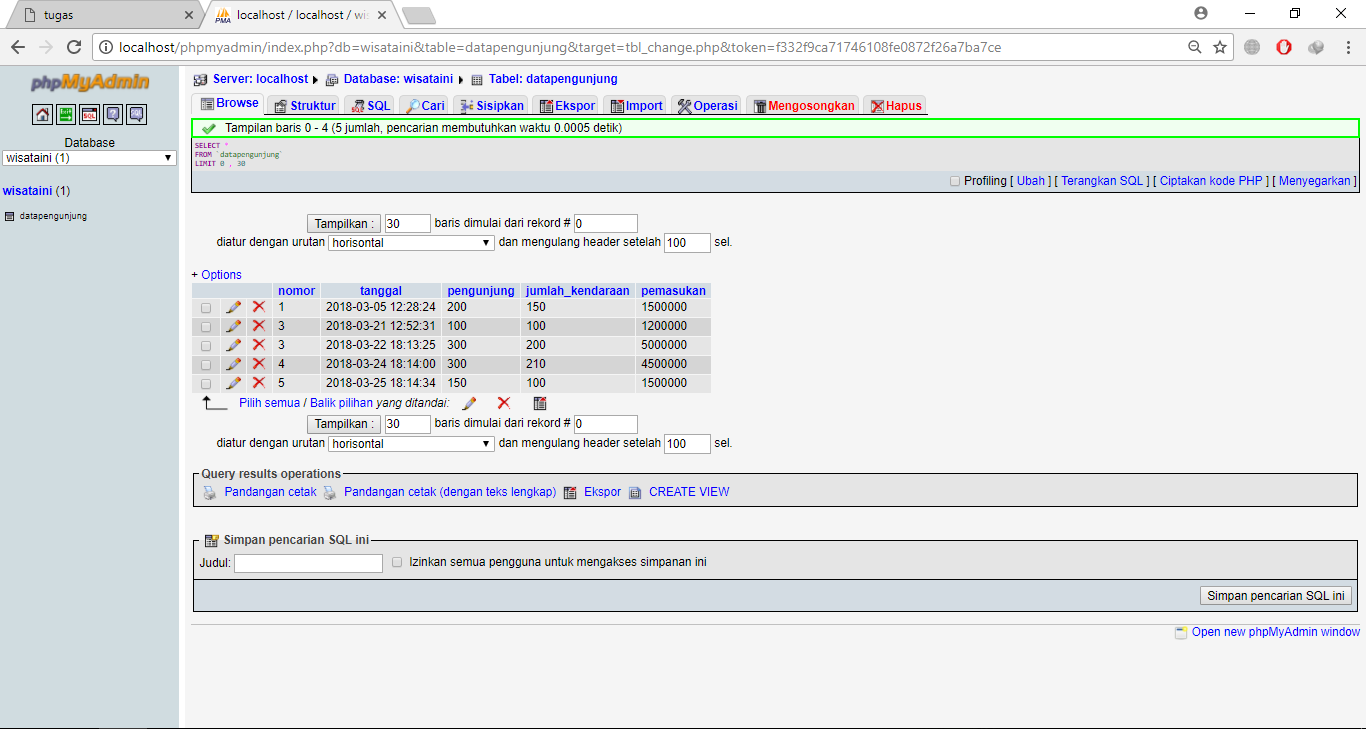 tugas
PMA localhost / localhost / wis
localhost/phpmyadmin/index.php?db=wisataini&table=datapengunjung&target=tbl_change.php&token=f332f9ca71746108fe0872f26a7ba7ce
phpMyAdmin
SQL
Database
wisataini (1)
wisataini (1)
datapengunjung
Server: localhost Database: wisataini Tabel: datapengunjung
Browse Struktur SQL Cari Sisipkan Ekspor Import Operasi Mengosongkan Hapus
Tampilan baris 0 - 4 (5 jumlah, pencarian membutuhkan waktu 0.0005 detik)
SELECT *
FROM `datapengunjung`
LIMIT 0 , 30
Profiling [ Ubah ] [ Terangkan SQL ] [ Ciptakan kode PHP ] [ Menyegarkan ]
Tampilkan : 30 baris dimulai dari rekord # 0
diatur dengan urutan horisontal dan mengulang header setelah 100 sel.
+ Options
nomor tanggal pengunjung jumlah_kendaraan pemasukan
1 2018-03-05 12:28:24 200 150 1500000
3 2018-03-21 12:52:31 100 100 1200000
3 2018-03-22 18:13:25 300 200 5000000
4 2018-03-24 18:14:00 300 210 4500000
5 2018-03-25 18:14:34 150 100 1500000
Pilih semua / Balik pilihan yang ditandai:
Tampilkan : 30 baris dimulai dari rekord # 0
diatur dengan urutan horisontal dan mengulang header setelah 100 sel.
Query results operations
Pandangan cetak Pandangan cetak (dengan teks lengkap) Ekspor CREATE VIEW
Simpan pencarian SQL ini
Judul: Izinkan semua pengguna untuk mengakses simpanan ini
Simpan pencarian SQL ini
Open new phpMyAdmin window